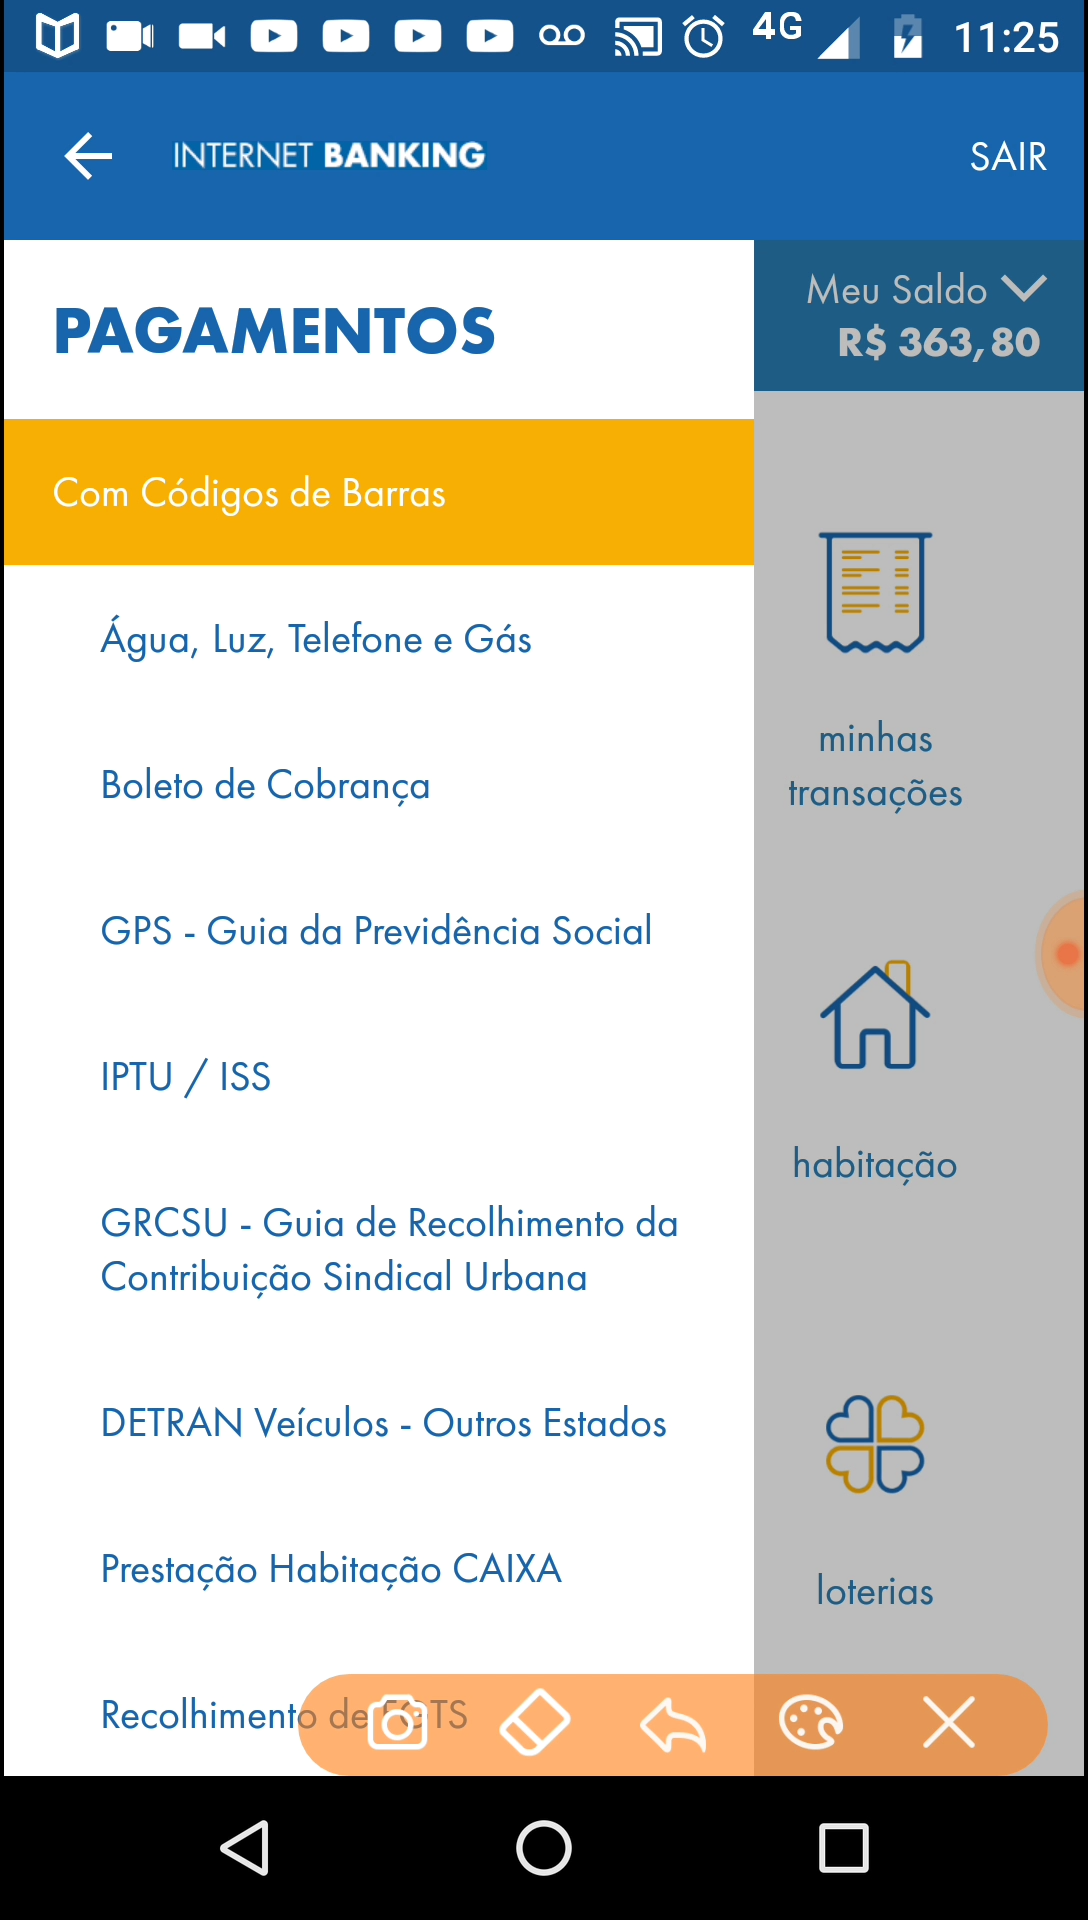 4G 11:25
INTERNET BANKING
SAIR
PAGAMENTOS
Meu Saldo
R$ 363,80
Com Códigos de Barras
Água, Luz, Telefone e Gás
Boleto de Cobrança
GPS - Guia da Previdência Social
IPTU / ISS
GRCSU - Guia de Recolhimento da
Contribuição Sindical Urbana
DETRAN Veículos - Outros Estados
Prestação Habitação CAIXA
Recolhimento de FGTS
minhas
transações
habitação
loterias